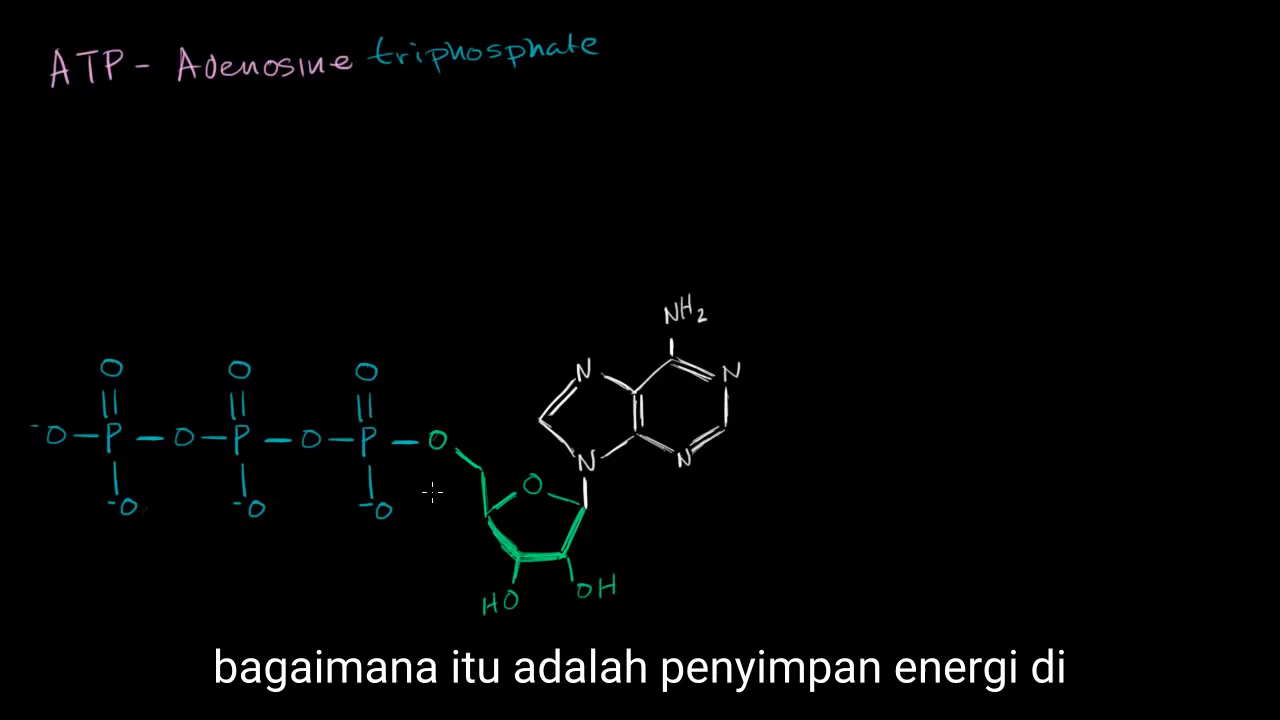 ATP - Adenosine triphosphate
NH2
O O O N N
-O-P-O-P-O-P-O N N
-O -O -O O
HO OH
bagaimana itu adalah penyimpan energi di